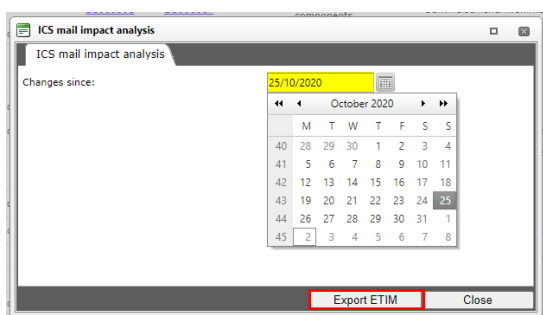 components
ICS mail impact analysis
ICS mail impact analysis
Changes since:
25/10/2020
October 2020
M T W T F S S
40 28 29 30 1 2 3 4
41 5 6 7 8 9 10 11
42 12 13 14 15 16 17 18
43 19 20 21 22 23 24 25
44 26 27 28 29 30 31 1
45 2 3 4 5 6 7 8
Export ETIM Close